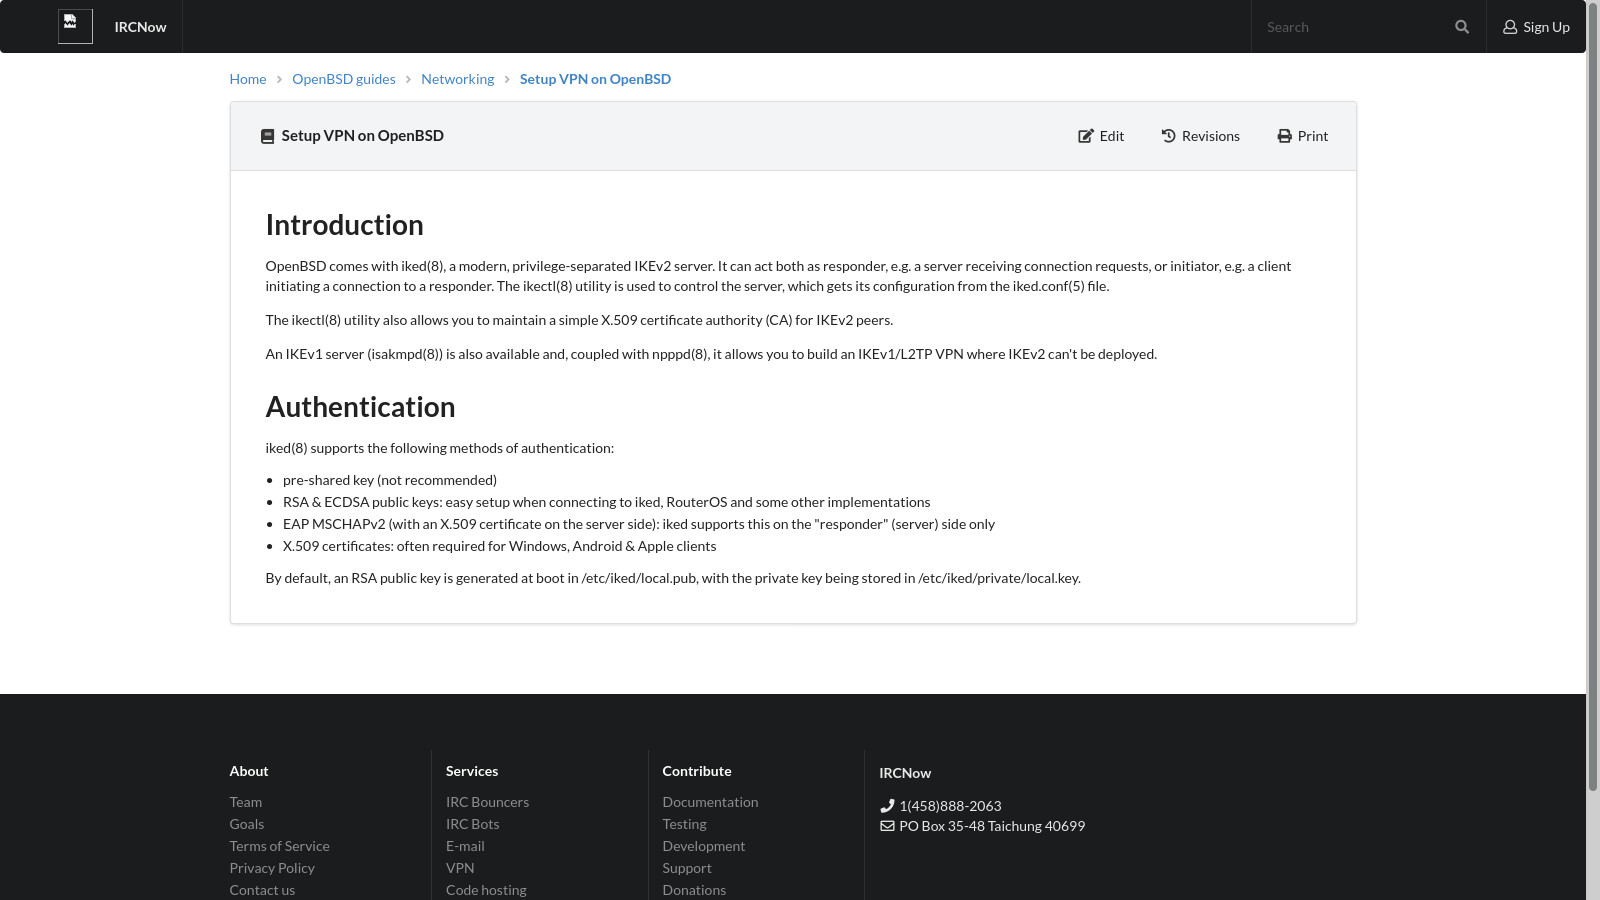 IRCNow
Search
Sign Up
Home
OpenBSD guides
Networking
Setup VPN on OpenBSD
Setup VPN on OpenBSD
Edit
Revisions
Print
Introduction
OpenBSD comes with iked(8), a modern, privilege-separated IKEv2 server. It can act both as responder, e.g. a server receiving connection requests, or initiator, e.g. a client
initiating a connection to a responder. The ikectl(8) utility is used to control the server, which gets its configuration from the iked.conf(5) file.
The ikectl(8) utility also allows you to maintain a simple X.509 certificate authority (CA) for IKEv2 peers.
An IKEv1 server (isakmpd(8)) is also available and, coupled with npppd(8), it allows you to build an IKEv1/L2TP VPN where IKEv2 can't be deployed.
Authentication
iked(8) supports the following methods of authentication:
• pre-shared key (not recommended)
• RSA & ECDSA public keys: easy setup when connecting to iked, RouterOS and some other implementations
• EAP MSCHAPv2 (with an X.509 certificate on the server side): iked supports this on the "responder" (server) side only
• X.509 certificates: often required for Windows, Android & Apple clients
By default, an RSA public key is generated at boot in /etc/iked/local.pub, with the private key being stored in /etc/iked/private/local.key.
About
Team
Goals
Terms of Service
Privacy Policy
Contact us
Services
IRC Bouncers
IRC Bots
E-mail
VPN
Code hosting
Contribute
Documentation
Testing
Development
Support
Donations
IRCNow
1(458)888-2063
PO Box 35-48 Taichung 40699